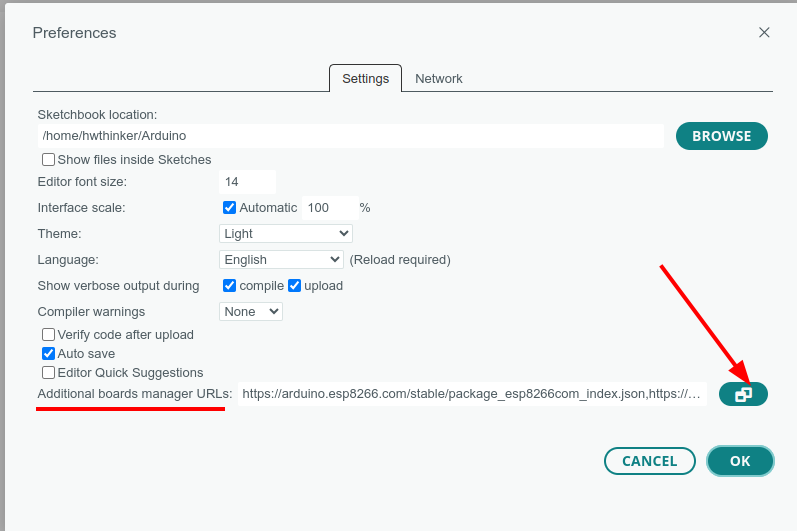 Preferences
Settings Network
Sketchbook location:
/home/hwthinker/Arduino BROWSE
Show files inside Sketches
Editor font size: 14
Interface scale: Automatic 100 %
Theme: Light
Language: English (Reload required)
Show verbose output during compile upload
Compiler warnings None
Verify code after upload
Auto save
Editor Quick Suggestions
Additional boards manager URLs: https://arduino.esp8266.com/stable/package_esp8266com_index.json,https://…
CANCEL OK